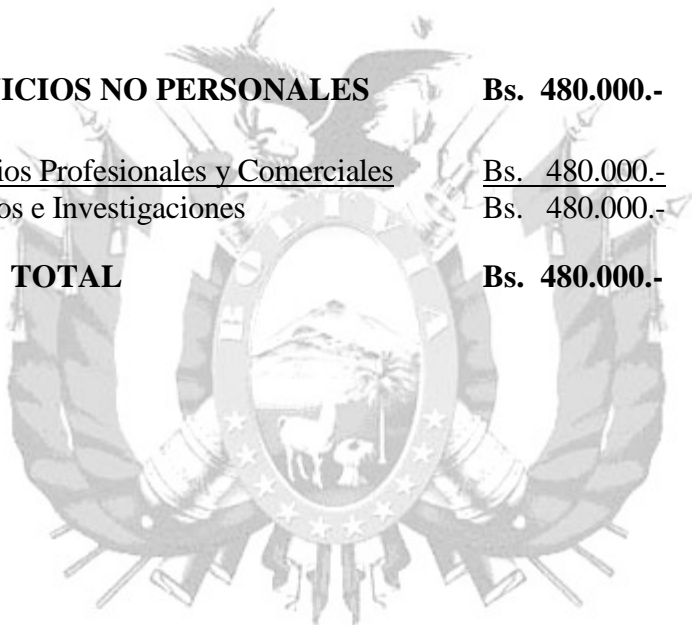 VICIOS NO PERSONALES Bs. 480.000.-
ios Profesionales y Comerciales Bs. 480.000.-
os e Investigaciones Bs. 480.000.-
TOTAL Bs. 480.000.-